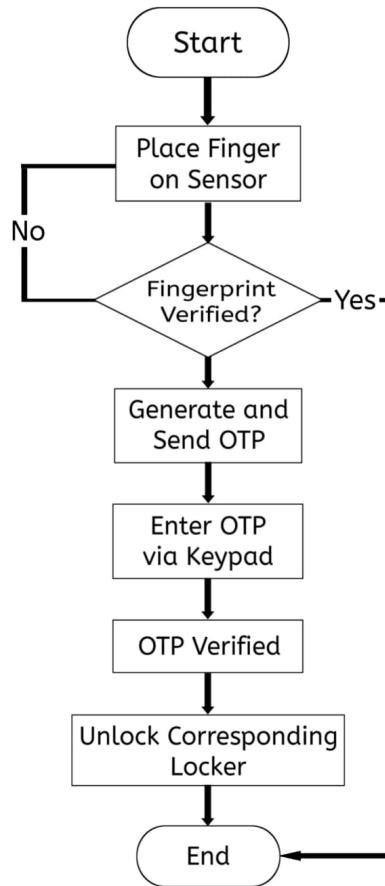 Start
Place Finger
on Sensor
No
Fingerprint
Verified?
Yes
Generate and
Send OTP
Enter OTP
via Keypad
OTP Verified
Unlock Corresponding
Locker
End